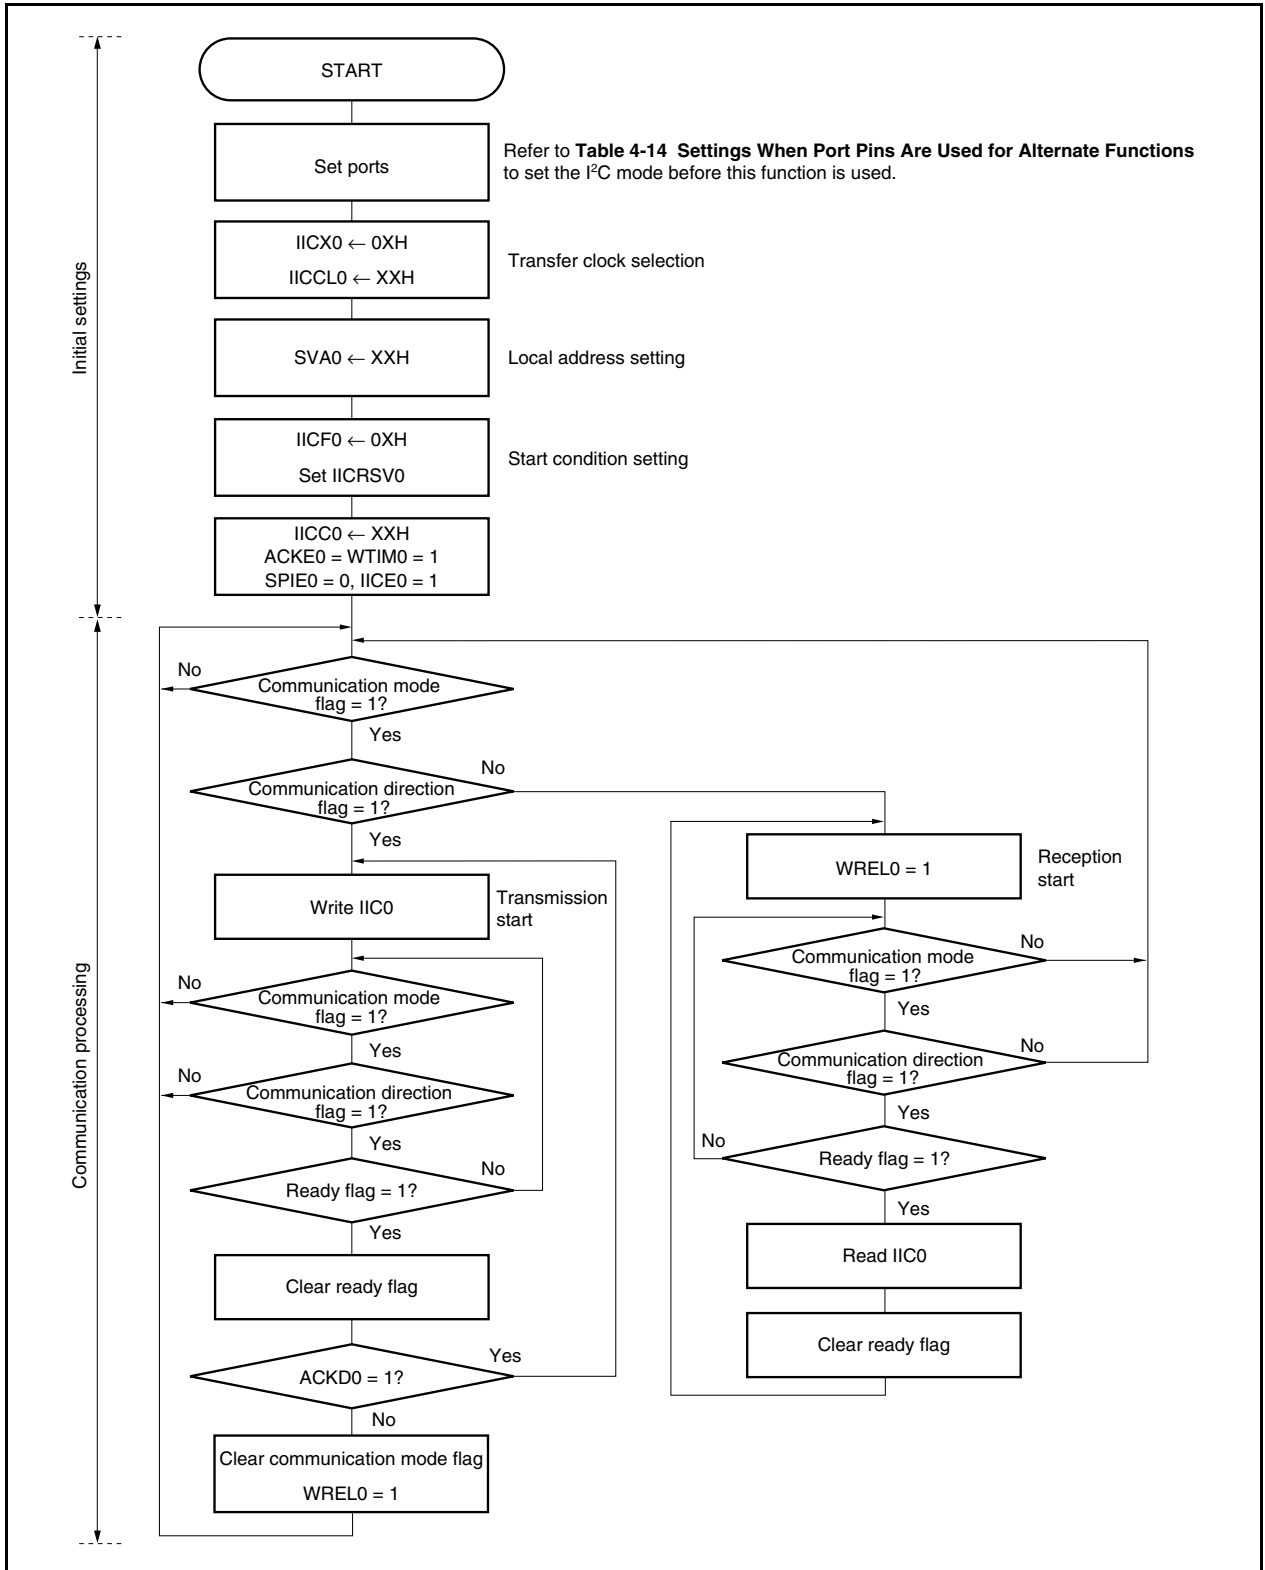 START
Set ports
Refer to Table 4-14 Settings When Port Pins Are Used for Alternate Functions
to set the I²C mode before this function is used.
IICX0 ← 0XH
IICCL0 ← XXH
Transfer clock selection
SVA0 ← XXH
Local address setting
IICF0 ← 0XH
Set IICRSV0
Start condition setting
IICC0 ← XXH
ACKE0 = WTIM0 = 1
SPIE0 = 0, IICE0 = 1
Initial settings
No
Communication mode
flag = 1?
Yes
No
Communication direction
flag = 1?
Yes
Write IIC0
Transmission
start
No
Communication mode
flag = 1?
Yes
No
Communication direction
flag = 1?
Yes
No
Ready flag = 1?
Yes
Clear ready flag
Yes
ACKD0 = 1?
No
Clear communication mode flag
WREL0 = 1
WREL0 = 1
Reception
start
No
Communication mode
flag = 1?
Yes
No
Communication direction
flag = 1?
Yes
No
Ready flag = 1?
Yes
Read IIC0
Clear ready flag
Communication processing